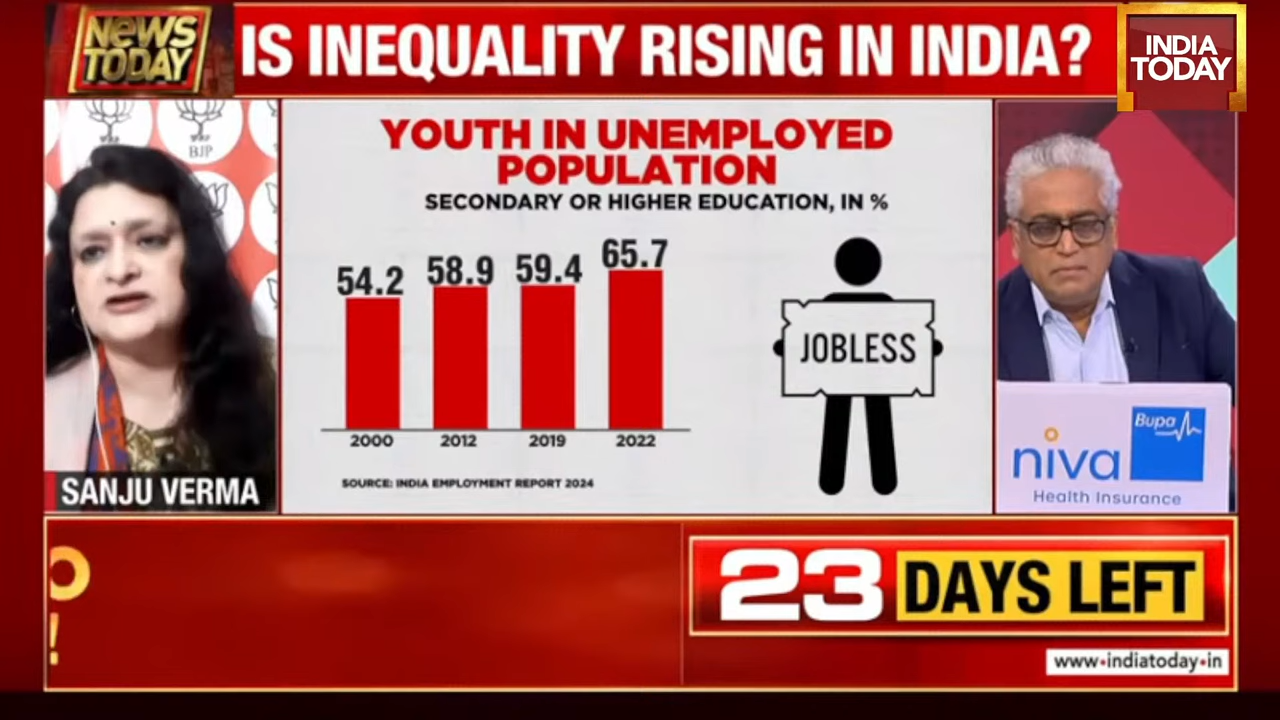 NEWS
TODAY
IS INEQUALITY RISING IN INDIA?
INDIA
TODAY
BJP
YOUTH IN UNEMPLOYED
POPULATION
SECONDARY OR HIGHER EDUCATION, IN %
54.2
58.9
59.4
65.7
2000
2012
2019
2022
SOURCE: INDIA EMPLOYMENT REPORT 2024
JOBLESS
SANJU VERMA
niva
Bupa
Health Insurance
O
!
23
DAYS LEFT
www.indiatoday.in